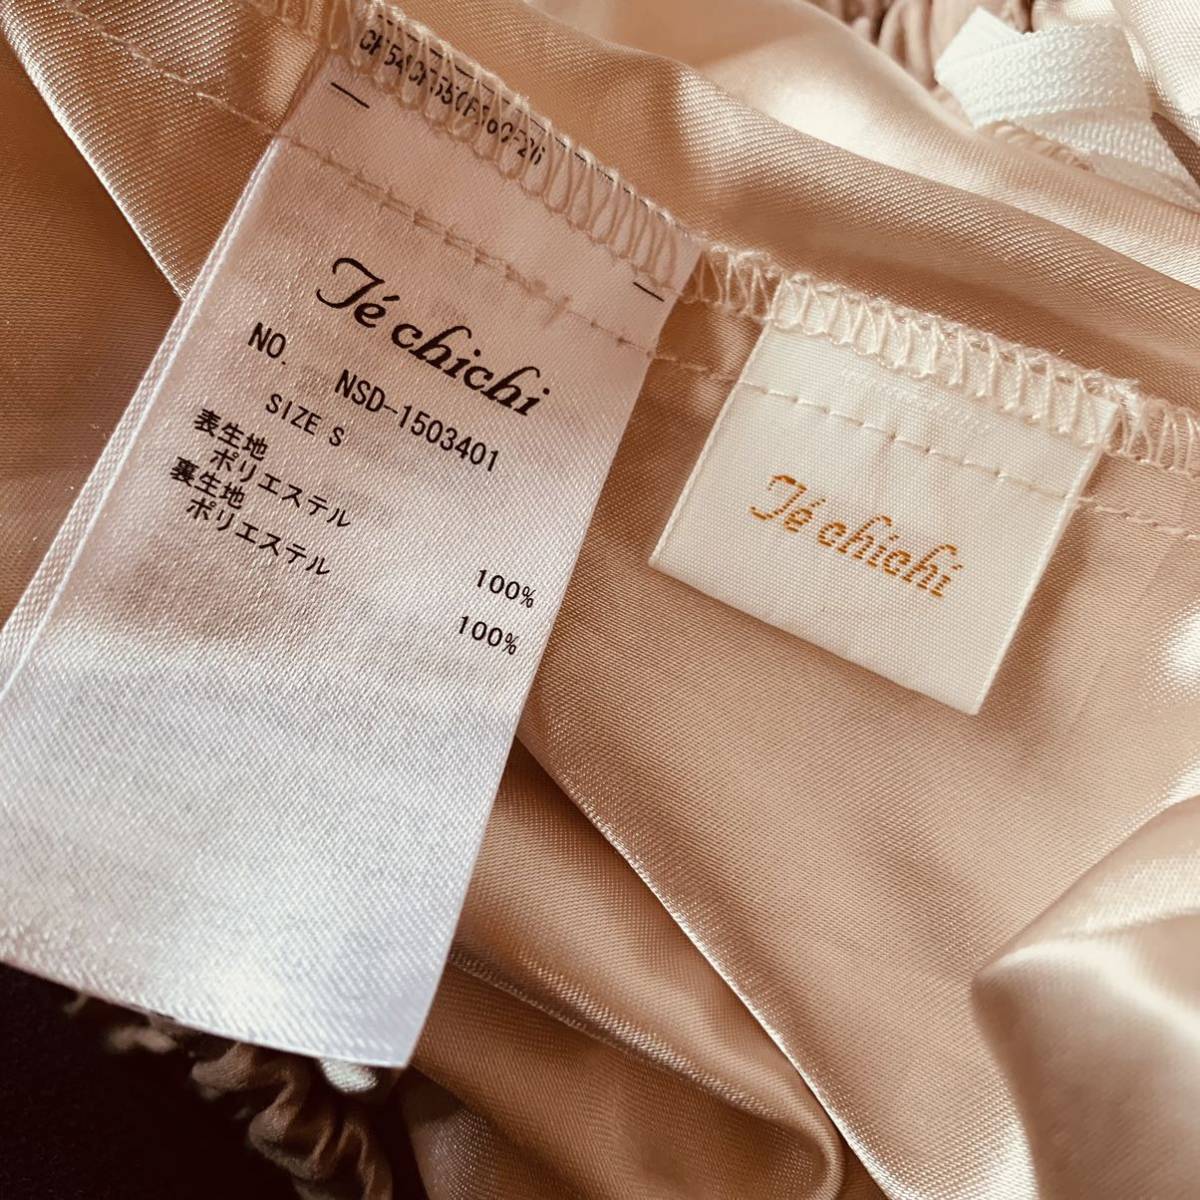 Té chichi
NO. NSD-1503401
SIZE S
表生地
ポリエステル 100%
裏生地
ポリエステル 100%
Té chichi